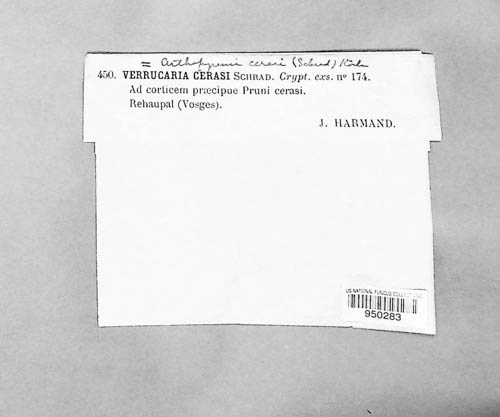 = Arthopyrenia cerasi (Schrad)
450. VERRUCARIA CERASI SCHRAD. Crypt. exs. nº 174.
Ad corticem præcipue Pruni cerasi.
Rehaupal (Vosges).
J. HARMAND.
US NATIONAL FUNGUS COLLECTIONS
950283